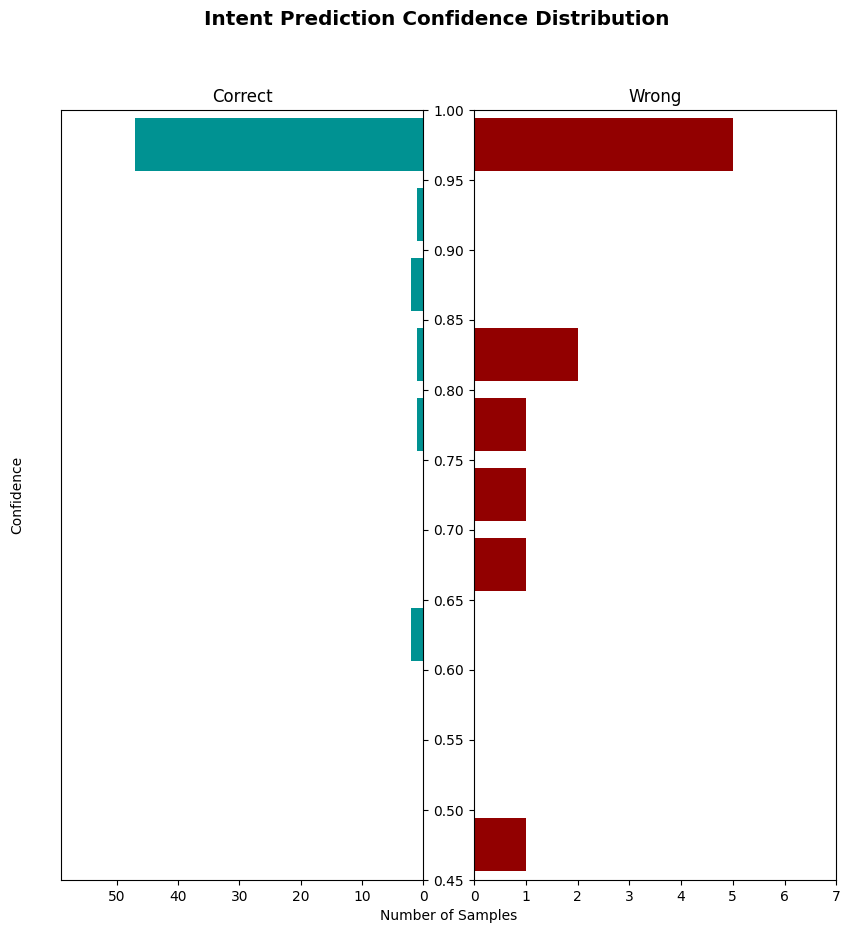 Intent Prediction Confidence Distribution
Correct
Wrong
1.00
0.95
0.90
0.85
0.80
0.75
0.70
0.65
0.60
0.55
0.50
0.45
Confidence
50 40 30 20 10 0
0 1 2 3 4 5 6 7
Number of Samples